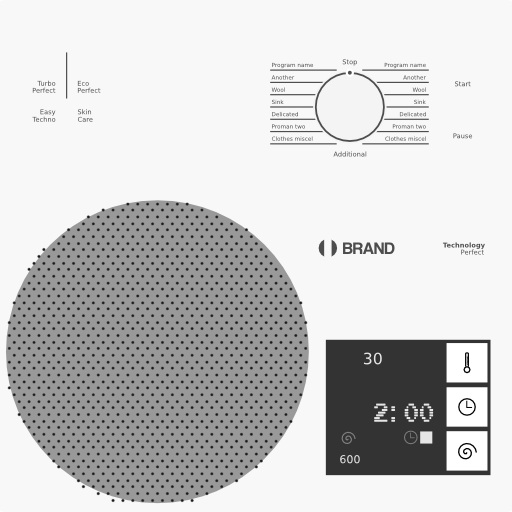 Turbo
Perfect
Eco
Perfect
Easy
Techno
Skin
Care
Stop
Program name
Another
Wool
Sink
Delicated
Proman two
Clothes miscel
Program name
Another
Wool
Sink
Delicated
Proman two
Clothes miscel
Additional
Start
Pause
BRAND
Technology
Perfect
30
2:00
600